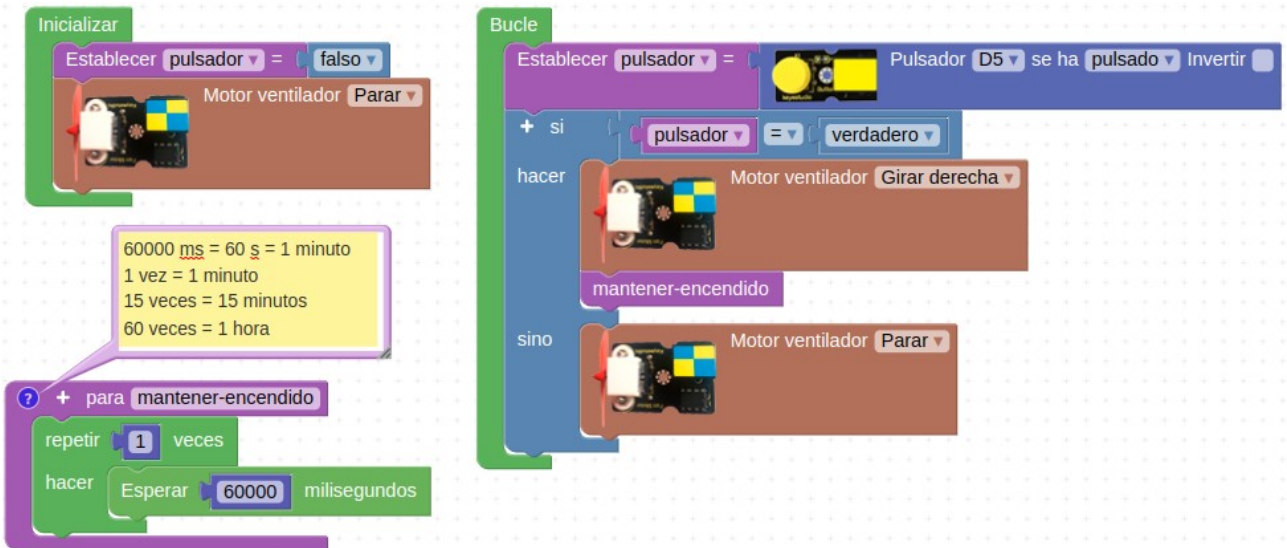 Inicializar
Establecer pulsador ▾ = falso ▾
Motor ventilador Parar ▾
60000 ms = 60 s = 1 minuto
1 vez = 1 minuto
15 veces = 15 minutos
60 veces = 1 hora
? + para mantener-encendido
repetir 1 veces
hacer Esperar 60000 milisegundos
Bucle
Establecer pulsador ▾ = Pulsador D5 ▾ se ha pulsado ▾ Invertir
+ si pulsador ▾ = ▾ verdadero ▾
hacer Motor ventilador Girar derecha ▾
mantener-encendido
sino Motor ventilador Parar ▾